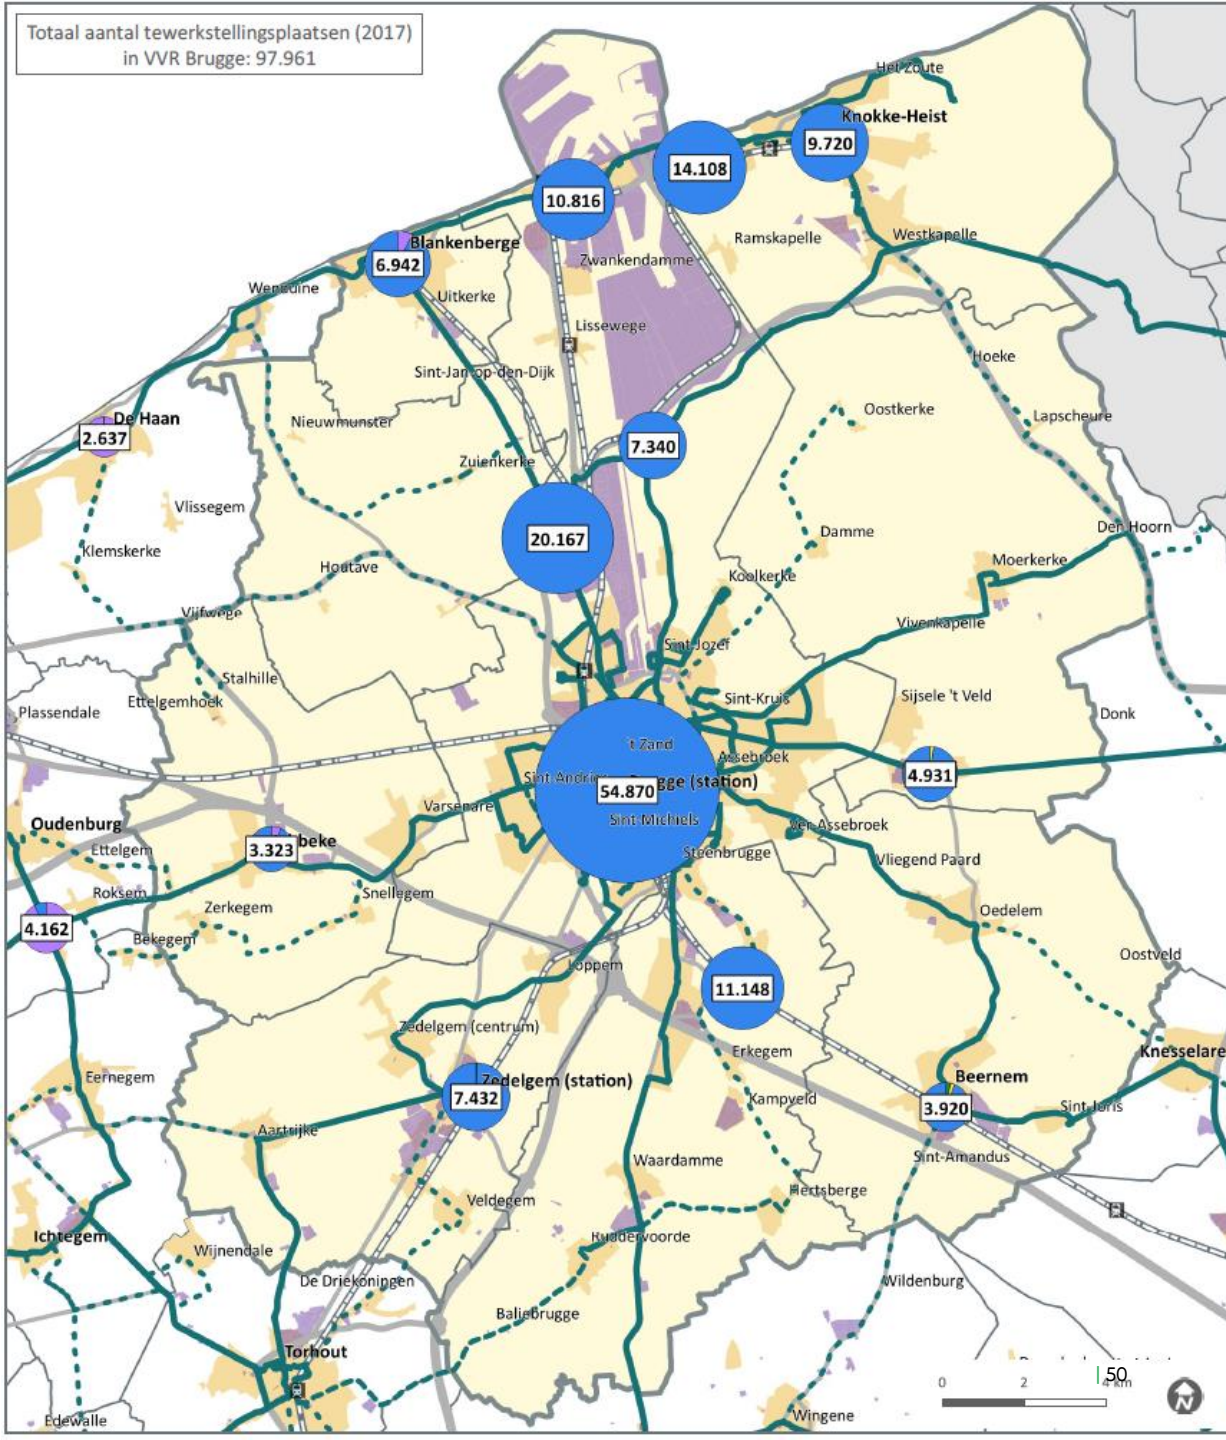 Totaal aantal tewerkstellingsplaatsen (2017)
in VVR Brugge: 97.961
Het Zoute
Knokke-Heist
9.720
14.108
10.816
Ramskapelle
Westkapelle
Blankenberge
6.942
Zwankendamme
Wenduine
Uitkerke
Lissewege
Hoeke
Sint-Jan-op-den-Dijk
De Haan
2.637
Nieuwmunster
Oostkerke
Lapscheure
7.340
Zuienkerke
Vlissegem
20.167
Damme
Den Hoorn
Klemskerke
Houtave
Moerkerke
Koolkerke
Vijfwege
Vivenkapelle
Sint-Jozef
Stalhille
Ettelgemhoek
Sint-Kruis
Sijsele 't Veld
Plassendale
Donk
't Zand
Assebroek
Sint-Andri
gge (station)
54.870
4.931
Varsenare
Sint-Michiels
Oudenburg
Ver-Assebroek
3.323
beke
Ettelgem
Steenbrugge
Vliegend Paard
Roksem
Snellegem
Zerkegem
Oedelem
4.162
Bekegem
Oostveld
Loppem
11.148
Zedelgem (centrum)
Erkegem
Knesselare
Eernegem
Zedelgem (station)
Beernem
7.432
Kampveld
3.920
Sint-Joris
Aartrijke
Sint-Amandus
Waardamme
Hertsberge
Veldegem
Ichtegem
Ruddervoorde
Wijnendale
De Driekoningen
Wildenburg
Baliebrugge
Torhout
| 50
0 2 4 km
N
Edewalle
Wingene